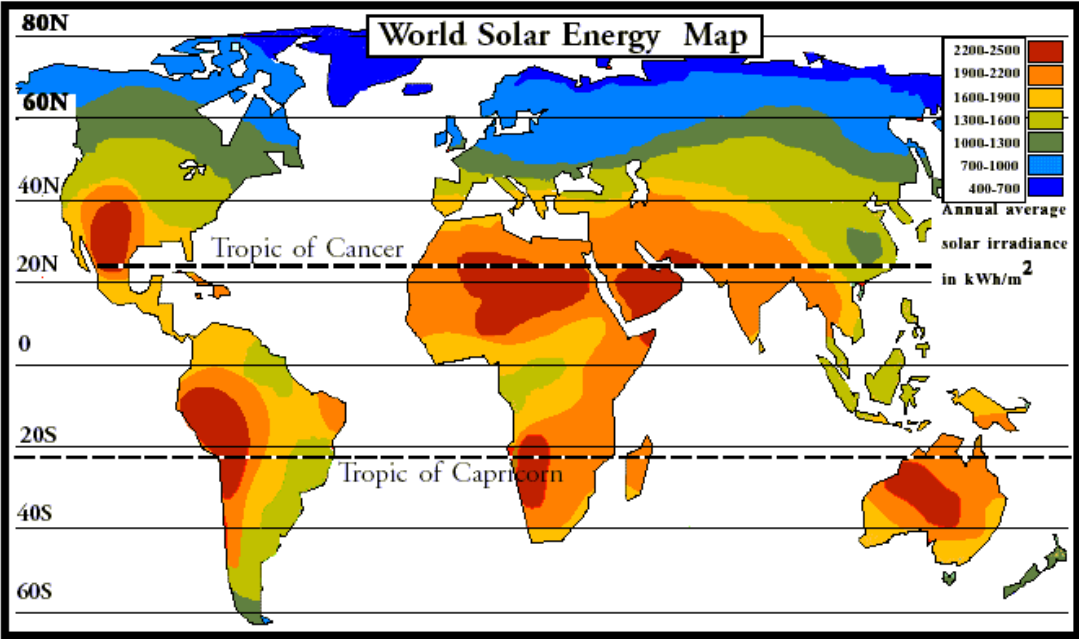 World Solar Energy Map
80N
60N
40N
20N
0
20S
40S
60S
Tropic of Cancer
Tropic of Capricorn
2200-2500
1900-2200
1600-1900
1300-1600
1000-1300
700-1000
400-700
Annual average
solar irradiance
in kWh/m2